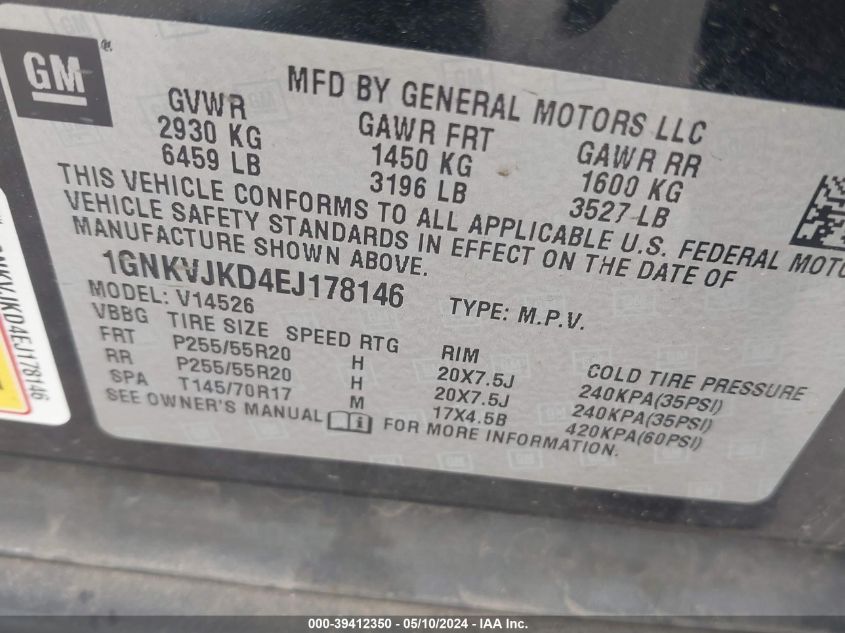 GM
MFD BY GENERAL MOTORS LLC
GVWR GAWR FRT GAWR RR
2930 KG 1450 KG 1600 KG
6459 LB 3196 LB 3527 LB
THIS VEHICLE CONFORMS TO ALL APPLICABLE U.S. FEDERAL MOTO
VEHICLE SAFETY STANDARDS IN EFFECT ON THE DATE OF
MANUFACTURE SHOWN ABOVE.
1GNKVJKD4EJ178146 TYPE: M.P.V.
MODEL: V14526
VBBG TIRE SIZE SPEED RTG RIM COLD TIRE PRESSURE
FRT P255/55R20 H 20X7.5J 240KPA(35PSI)
RR P255/55R20 H 20X7.5J 240KPA(35PSI)
SPA T145/70R17 M 17X4.5B 420KPA(60PSI)
SEE OWNER'S MANUAL FOR MORE INFORMATION.
NKVJKD4EJ178146
000-39412350 - 05/10/2024 - IAA Inc.